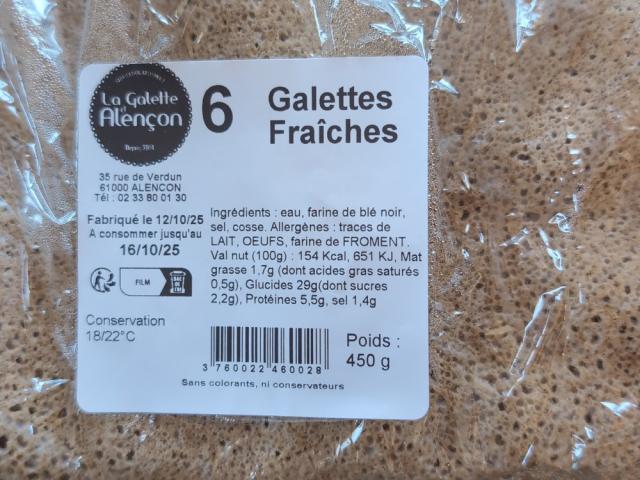 La Galette
d'Alençon
6
Galettes
Fraîches
35 rue de Verdun
61000 ALENCON
Tél : 02 33 80 01 30
Fabriqué le 12/10/25
A consommer jusqu'au
16/10/25
FILM
BAC
DE TRI
Conservation
18/22°C
Ingrédients : eau, farine de blé noir,
sel, cosse. Allergènes : traces de
LAIT, OEUFS, farine de FROMENT.
Val nut (100g) : 154 Kcal, 651 KJ, Mat
grasse 1,7g (dont acides gras saturés
0,5g), Glucides 29g(dont sucres
2,2g), Protéines 5,5g, sel 1,4g
3 760022 460028
Poids :
450 g
Sans colorants, ni conservateurs